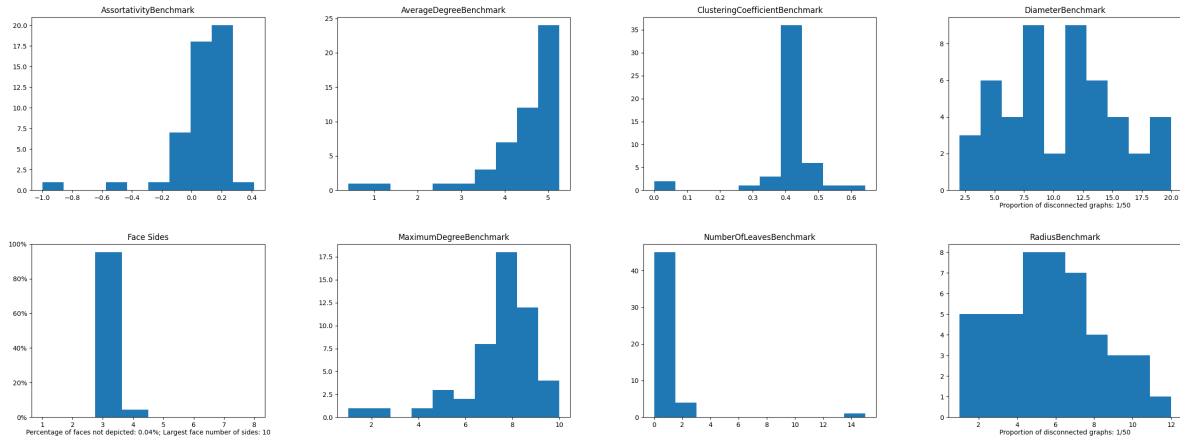 AssortativityBenchmark
20.0
17.5
15.0
12.5
10.0
7.5
5.0
2.5
0.0
−1.0 −0.8 −0.6 −0.4 −0.2 0.0 0.2 0.4
AverageDegreeBenchmark
25
20
15
10
5
0
1 2 3 4 5
ClusteringCoefficientBenchmark
35
30
25
20
15
10
5
0
0.0 0.1 0.2 0.3 0.4 0.5 0.6
DiameterBenchmark
8
6
4
2
0
2.5 5.0 7.5 10.0 12.5 15.0 17.5 20.0
Proportion of disconnected graphs: 1/50
Face Sides
100%
80%
60%
40%
20%
0%
1 2 3 4 5 6 7 8
Percentage of faces not depicted: 0.04%; Largest face number of sides: 10
MaximumDegreeBenchmark
17.5
15.0
12.5
10.0
7.5
5.0
2.5
0.0
2 4 6 8 10
NumberOfLeavesBenchmark
40
30
20
10
0
0 2 4 6 8 10 12 14
RadiusBenchmark
8
7
6
5
4
3
2
1
0
2 4 6 8 10 12
Proportion of disconnected graphs: 1/50